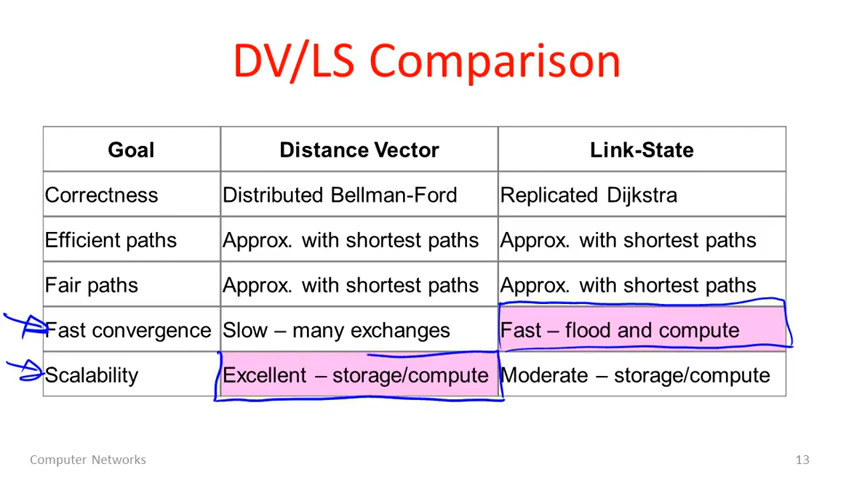 DV/LS Comparison
Goal Distance Vector Link-State
Correctness Distributed Bellman-Ford Replicated Dijkstra
Efficient paths Approx. with shortest paths Approx. with shortest paths
Fair paths Approx. with shortest paths Approx. with shortest paths
Fast convergence Slow – many exchanges Fast – flood and compute
Scalability Excellent – storage/compute Moderate – storage/compute
Computer Networks 13